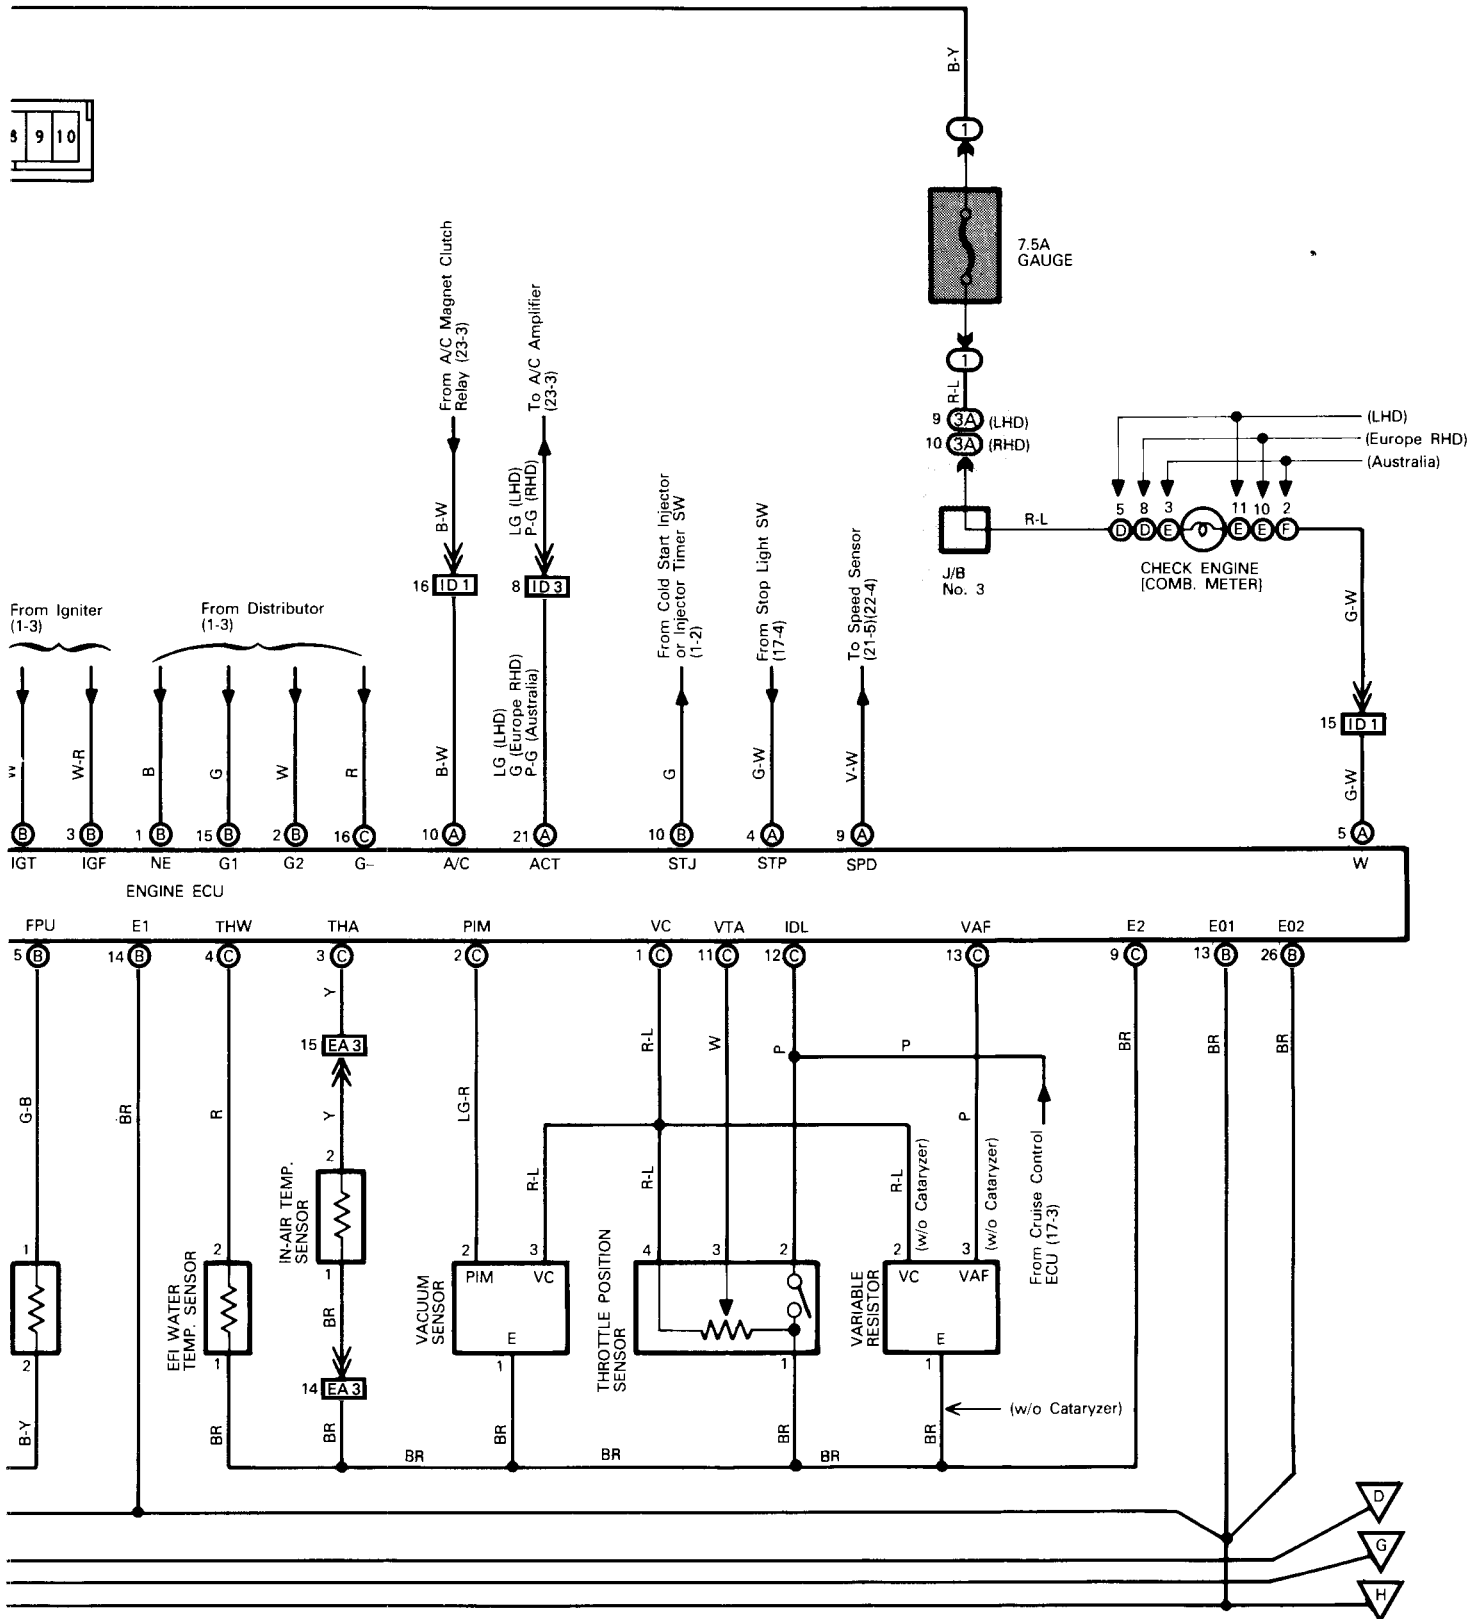 B-Y
9 10
1
7.5A
GAUGE
1
R-L
9 3A (LHD)
10 3A (RHD)
From A/C Magnet Clutch
Relay (23-3)
To A/C Amplifier
(23-3)
B-W
LG (LHD)
P-G (RHD)
16 ID1
8 ID3
(LHD)
(Europe RHD)
(Australia)
5 8 3 11 10 2
D D E E E F
R-L
J/B
No. 3
CHECK ENGINE
[COMB. METER]
G-W
15 ID1
G-W
From Igniter
(1-3)
From Distributor
(1-3)
From Cold Start Injector
or Injector Timer SW
(1-2)
From Stop Light SW
(17-4)
To Speed Sensor
(21-5)(22-4)
W
W-R
B
G
W
R
B-W
LG (LHD)
G (Europe RHD)
P-G (Australia)
G
G-W
V-W
B 3 B 1 B 15 B 2 B 16 C 10 A 21 A 10 B 4 A 9 A 5 A
IGT IGF NE G1 G2 G- A/C ACT STJ STP SPD W
ENGINE ECU
FPU E1 THW THA PIM VC VTA IDL VAF E2 E01 E02
5 B 14 B 4 C 3 C 2 C 1 C 11 C 12 C 13 C 9 C 13 B 26 B
G-B
BR
R
Y
15 EA3
Y
LG-R
R-L
W
P
P
P
BR
BR
BR
R-L
R-L
R-L
(w/o Cataryzer)
(w/o Cataryzer)
From Cruise Control
ECU (17-3)
2
IN-AIR TEMP.
SENSOR
1
1
2
EFI WATER
TEMP. SENSOR
2
1
BR
14 EA3
2 3
PIM VC
E
1
VACUUM
SENSOR
4 3 2
1
THROTTLE POSITION
SENSOR
2 3
VC VAF
E
1
VARIABLE
RESISTOR
(w/o Cataryzer)
B-Y
BR
BR
BR
BR
BR
BR BR BR
D
G
H